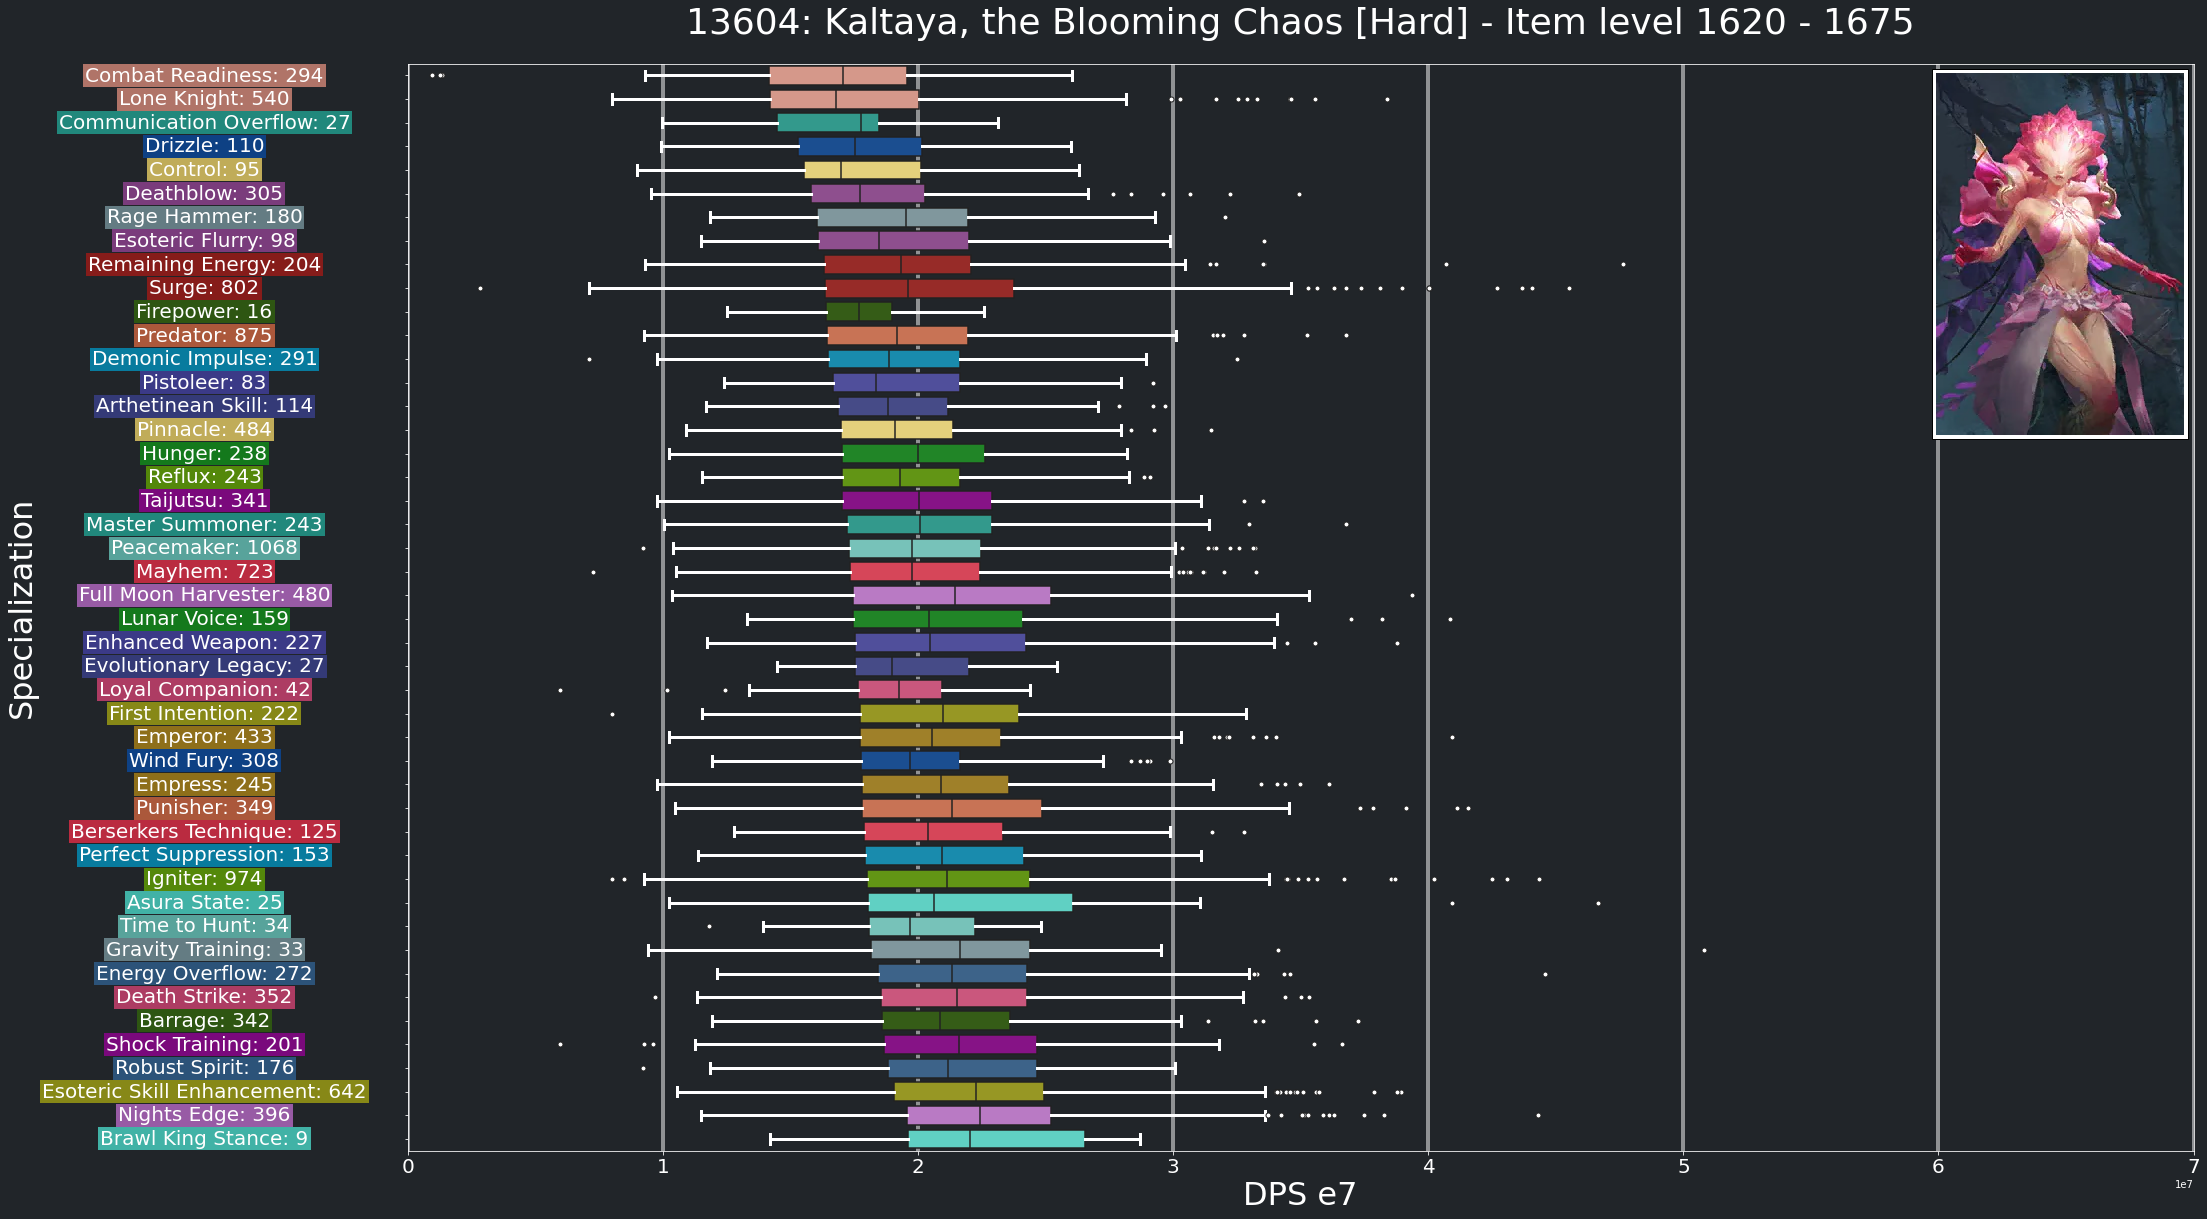 13604: Kaltaya, the Blooming Chaos [Hard] - Item level 1620 - 1675
Specialization
Combat Readiness: 294
Lone Knight: 540
Communication Overflow: 27
Drizzle: 110
Control: 95
Deathblow: 305
Rage Hammer: 180
Esoteric Flurry: 98
Remaining Energy: 204
Surge: 802
Firepower: 16
Predator: 875
Demonic Impulse: 291
Pistoleer: 83
Arthetinean Skill: 114
Pinnacle: 484
Hunger: 238
Reflux: 243
Taijutsu: 341
Master Summoner: 243
Peacemaker: 1068
Mayhem: 723
Full Moon Harvester: 480
Lunar Voice: 159
Enhanced Weapon: 227
Evolutionary Legacy: 27
Loyal Companion: 42
First Intention: 222
Emperor: 433
Wind Fury: 308
Empress: 245
Punisher: 349
Berserkers Technique: 125
Perfect Suppression: 153
Igniter: 974
Asura State: 25
Time to Hunt: 34
Gravity Training: 33
Energy Overflow: 272
Death Strike: 352
Barrage: 342
Shock Training: 201
Robust Spirit: 176
Esoteric Skill Enhancement: 642
Nights Edge: 396
Brawl King Stance: 9
0 1 2 3 4 5 6 7
1e7
DPS e7